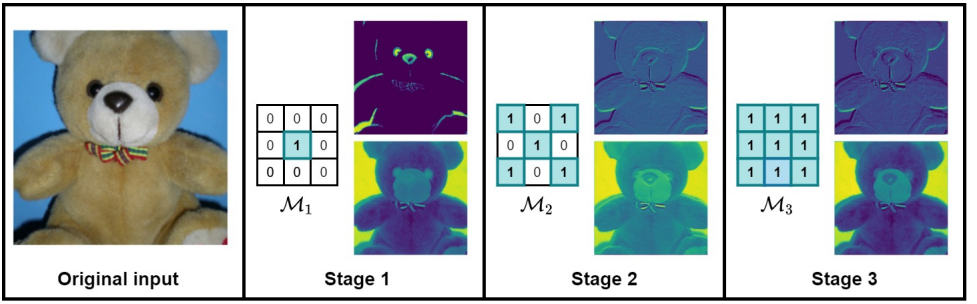 0 0 0
0 1 0
0 0 0
M₁
1 0 1
0 1 0
1 0 1
M₂
1 1 1
1 1 1
1 1 1
M₃
Original input
Stage 1
Stage 2
Stage 3